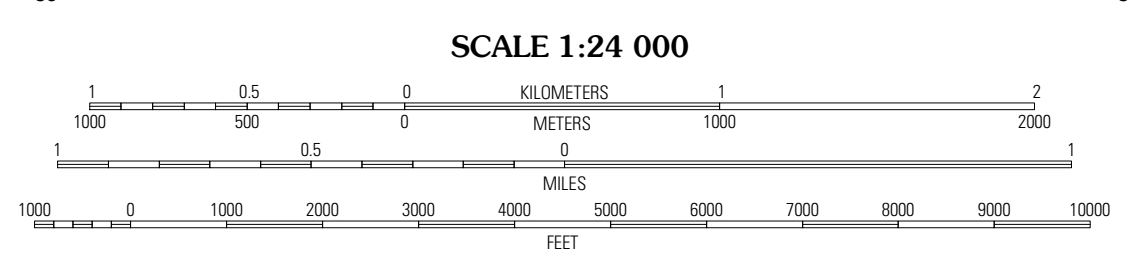 SCALE 1:24 000
1 0.5 0 KILOMETERS 1 2
1000 500 0 METERS 1000 2000
1 0.5 0 1
MILES
1000 0 1000 2000 3000 4000 5000 6000 7000 8000 9000 10000
FEET